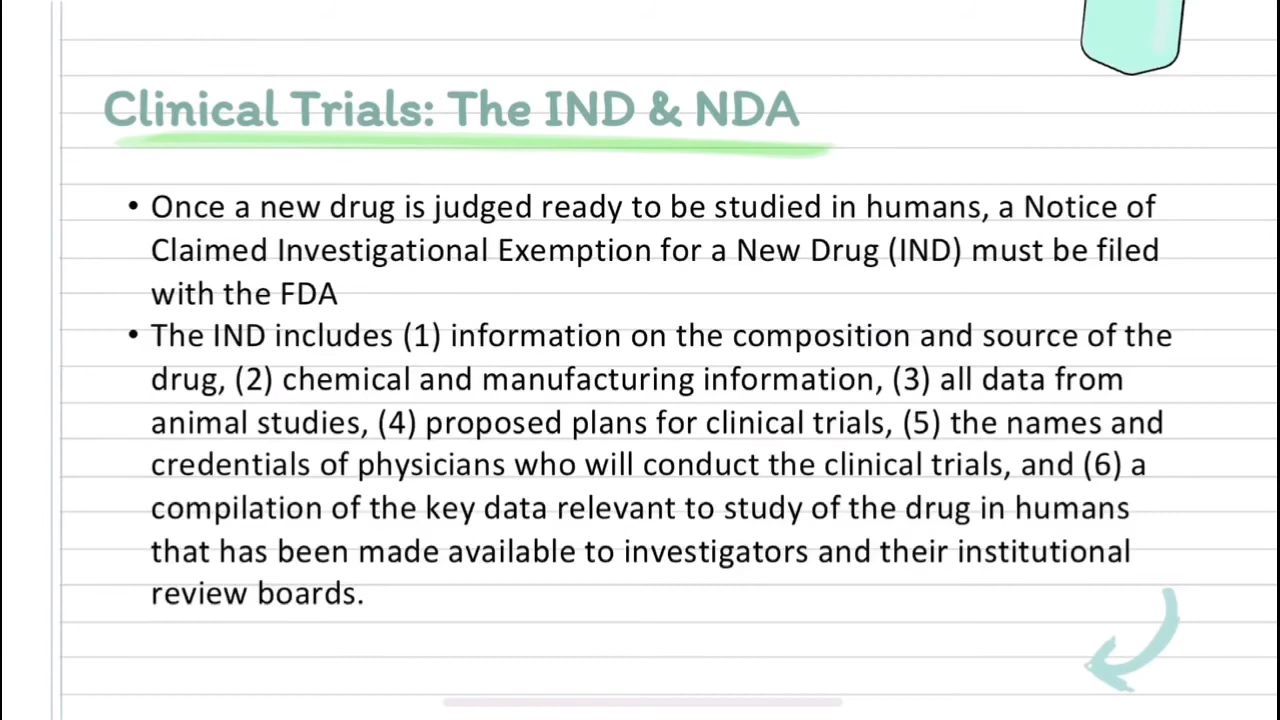 Clinical Trials: The IND & NDA
• Once a new drug is judged ready to be studied in humans, a Notice of
Claimed Investigational Exemption for a New Drug (IND) must be filed
with the FDA
• The IND includes (1) information on the composition and source of the
drug, (2) chemical and manufacturing information, (3) all data from
animal studies, (4) proposed plans for clinical trials, (5) the names and
credentials of physicians who will conduct the clinical trials, and (6) a
compilation of the key data relevant to study of the drug in humans
that has been made available to investigators and their institutional
review boards.